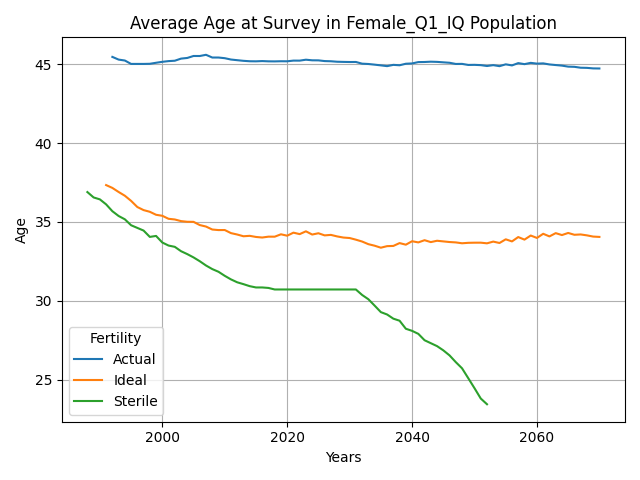 Average Age at Survey in Female_Q1_IQ Population
45
40
35
30
25
Age
Fertility
Actual
Ideal
Sterile
2000 2020 2040 2060
Years